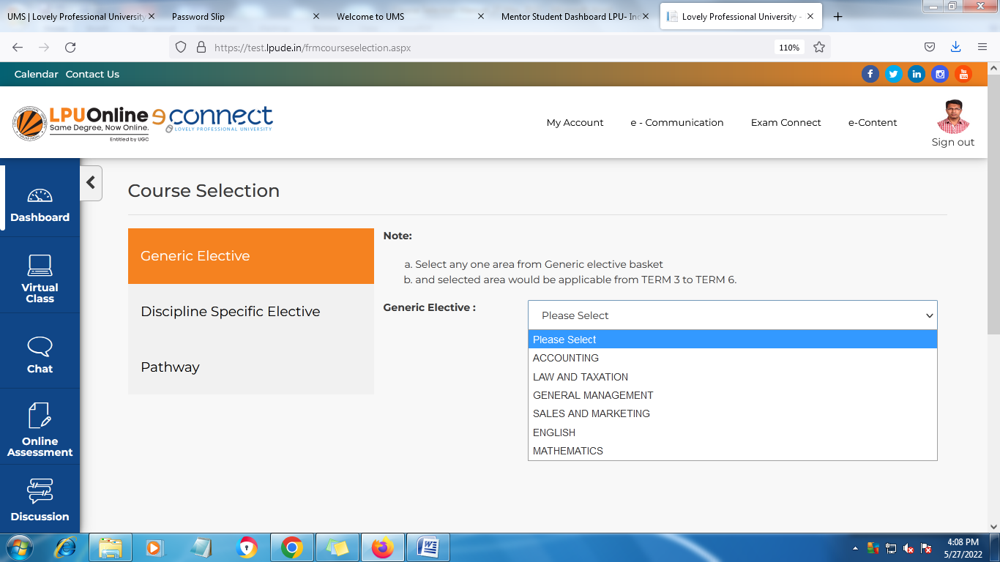 UMS | Lovely Professional University
Password Slip
Welcome to UMS
Mentor Student Dashboard LPU- Ind
Lovely Professional University -
https://test.lpude.in/frmcourseselection.aspx
110%
Calendar Contact Us
LPUOnline
Same Degree, Now Online.
Entitled by UGC
e connect
LOVELY PROFESSIONAL UNIVERSITY
My Account
e - Communication
Exam Connect
e-Content
Sign out
Dashboard
Virtual
Class
Chat
Online
Assessment
Discussion
Course Selection
Generic Elective
Discipline Specific Elective
Pathway
Note:
a. Select any one area from Generic elective basket
b. and selected area would be applicable from TERM 3 to TERM 6.
Generic Elective :
Please Select
Please Select
ACCOUNTING
LAW AND TAXATION
GENERAL MANAGEMENT
SALES AND MARKETING
ENGLISH
MATHEMATICS
4:08 PM
5/27/2022